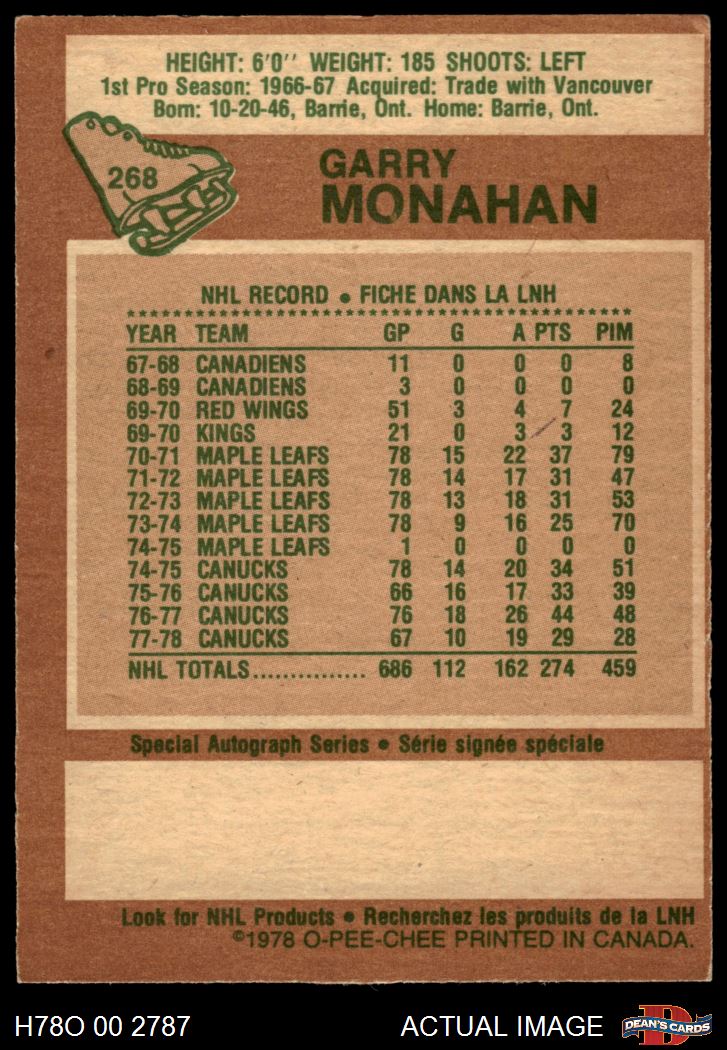 HEIGHT: 6'0'' WEIGHT: 185 SHOOTS: LEFT
1st Pro Season: 1966-67 Acquired: Trade with Vancouver
Born: 10-20-46, Barrie, Ont. Home: Barrie, Ont.
268
GARRY
MONAHAN
NHL RECORD • FICHE DANS LA LNH
YEAR TEAM GP G A PTS PIM
67-68 CANADIENS 11 0 0 0 8
68-69 CANADIENS 3 0 0 0 0
69-70 RED WINGS 51 3 4 7 24
69-70 KINGS 21 0 3 3 12
70-71 MAPLE LEAFS 78 15 22 37 79
71-72 MAPLE LEAFS 78 14 17 31 47
72-73 MAPLE LEAFS 78 13 18 31 53
73-74 MAPLE LEAFS 78 9 16 25 70
74-75 MAPLE LEAFS 1 0 0 0 0
74-75 CANUCKS 78 14 20 34 51
75-76 CANUCKS 66 16 17 33 39
76-77 CANUCKS 76 18 26 44 48
77-78 CANUCKS 67 10 19 29 28
NHL TOTALS................ 686 112 162 274 459
Special Autograph Series • Série signée spéciale
Look for NHL Products • Recherchez les produits de la LNH
©1978 O-PEE-CHEE PRINTED IN CANADA.
H78O 00 2787 ACTUAL IMAGE D DEAN'S CARDS